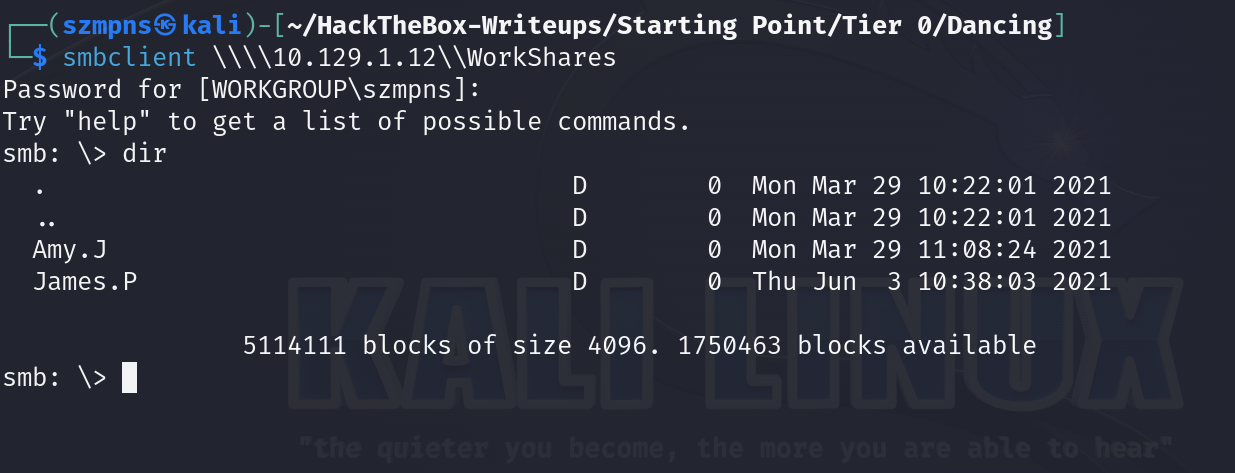 ┌──(szmpns㉿kali)-[~/HackTheBox-Writeups/Starting Point/Tier 0/Dancing]
└─$ smbclient \\\\10.129.1.12\\WorkShares
Password for [WORKGROUP\szmpns]:
Try "help" to get a list of possible commands.
smb: \> dir
  .                                   D        0  Mon Mar 29 10:22:01 2021
  ..                                  D        0  Mon Mar 29 10:22:01 2021
  Amy.J                               D        0  Mon Mar 29 11:08:24 2021
  James.P                             D        0  Thu Jun  3 10:38:03 2021
                5114111 blocks of size 4096. 1750463 blocks available
smb: \>
KALI LINUX
"the quieter you become, the more you are able to hear"